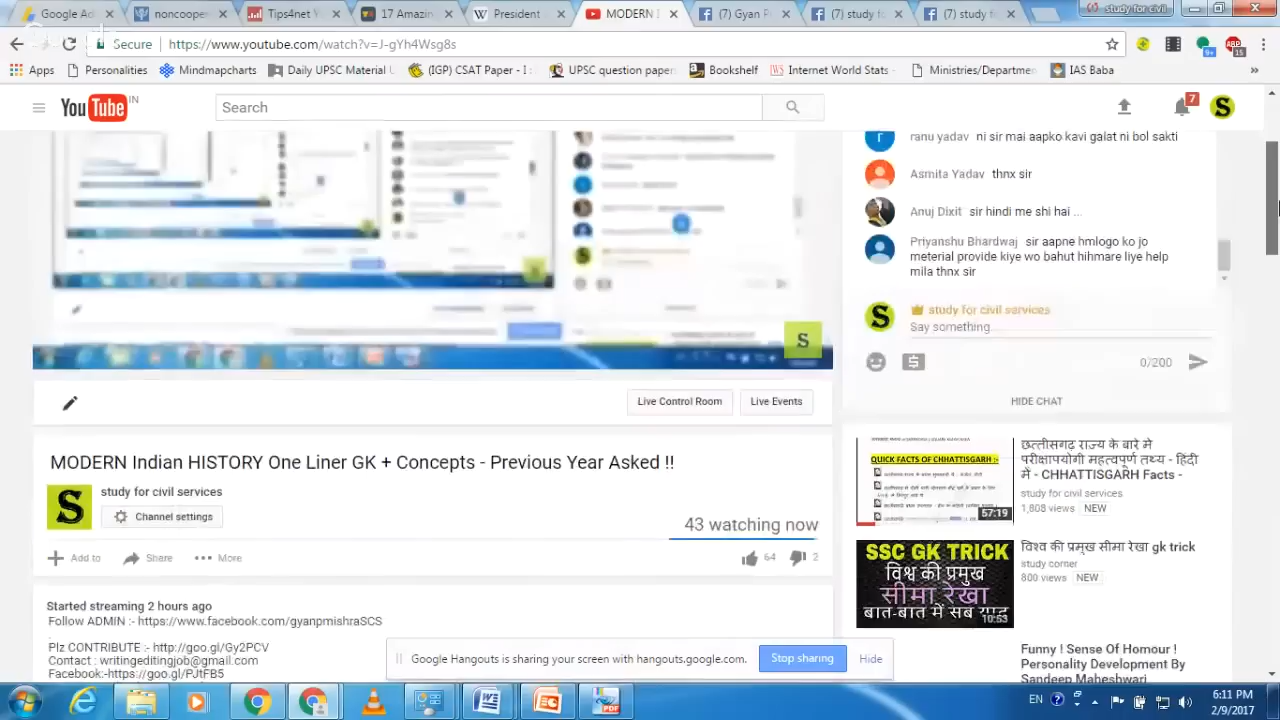 Google Ad
noncooper
Tips4net V
17 Amazin
President
MODERN I
(7) Gyan P
(7) study fo
(7) study fo
study for civil
Secure
https://www.youtube.com/watch?v=J-gYh4Wsg8s
9+
ABP
15
Apps
Personalities
Mindmapcharts
Daily UPSC Material
(IGP) CSAT Paper - I
UPSC question paper
Bookshelf
Internet World Stats
Ministries/Departmen
IAS Baba
»
YouTube IN
Search
7
S
ranu yadav ni sir mai aapko kavi galat ni bol sakti
Asmita Yadav thnx sir
Anuj Dixit sir hindi me shi hai ...
Priyanshu Bhardwaj sir aapne hmlogo ko jo
meterial provide kiye wo bahut hihmare liye help
mila thnx sir
S
study for civil services
Say something...
0/200
HIDE CHAT
S
Live Control Room
Live Events
MODERN Indian HISTORY One Liner GK + Concepts - Previous Year Asked !!
S
study for civil services
Channel settings
43 watching now
Add to
Share
More
64
2
Started streaming 2 hours ago
Follow ADMIN :- https://www.facebook.com/gyanpmishraSCS
Plz CONTRIBUTE :- http://goo.gl/Gy2PCV
Contact : writingeditingjob@gmail.com
Facebook:-https://goo.gl/PJtFB5
QUICK FACTS OF CHHATTISGARH :-
57:19
छत्तीसगढ़ राज्य के बारे मे
परीक्षापयोगी महत्वपूर्ण तथ्य - हिंदी
में - CHHATTISGARH Facts -
study for civil services
1,808 views NEW
SSC GK TRICK
विश्व की प्रमुख
सीमा रेखा
बात-बात में सब याद
10:53
विश्व की प्रमुख सीमा रेखा gk trick
study corner
800 views NEW
Funny ! Sense Of Humour !
Personality Development By
Sandeep Maheshwari
Google Hangouts is sharing your screen with hangouts.google.com.
Stop sharing
Hide
EN
6:11 PM
2/9/2017